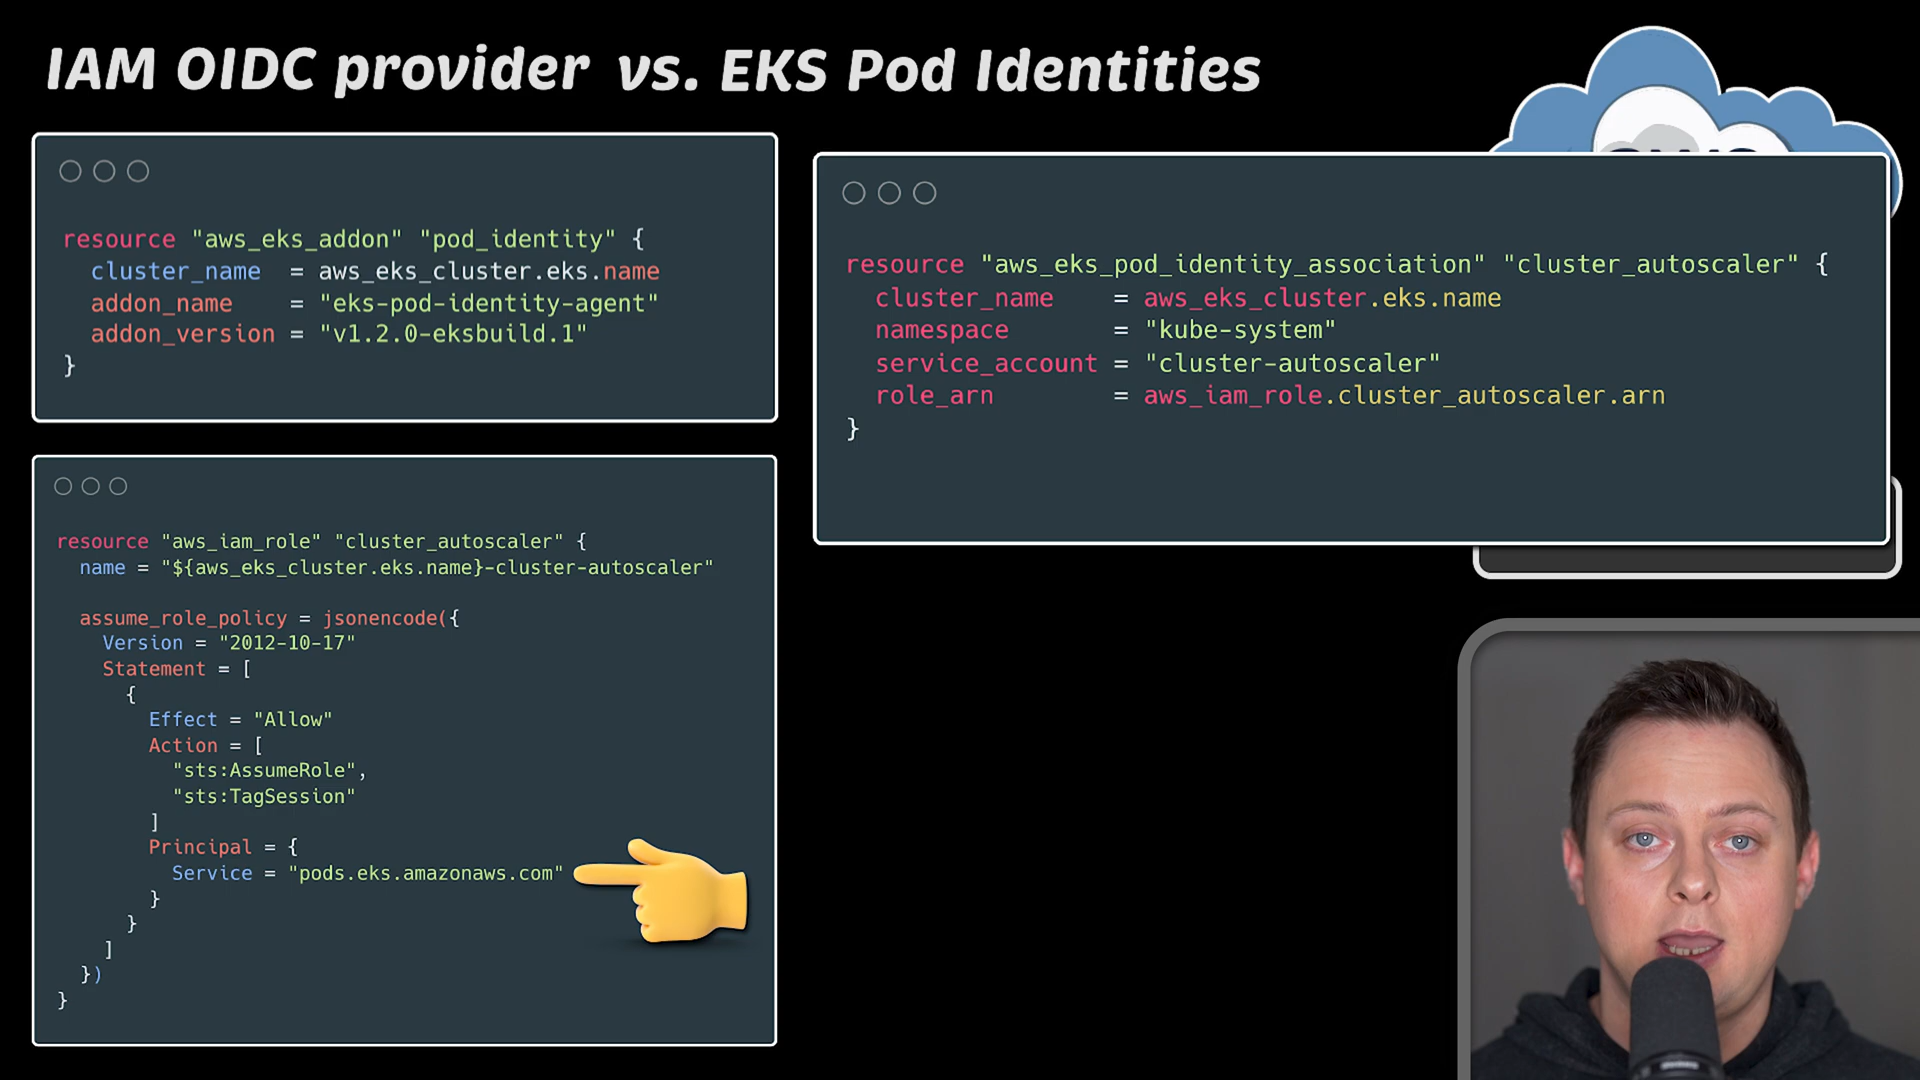 IAM OIDC provider vs. EKS Pod Identities
resource "aws_eks_addon" "pod_identity" {
  cluster_name  = aws_eks_cluster.eks.name
  addon_name    = "eks-pod-identity-agent"
  addon_version = "v1.2.0-eksbuild.1"
}
resource "aws_iam_role" "cluster_autoscaler" {
  name = "${aws_eks_cluster.eks.name}-cluster-autoscaler"
  assume_role_policy = jsonencode({
    Version = "2012-10-17"
    Statement = [
      {
        Effect = "Allow"
        Action = [
          "sts:AssumeRole",
          "sts:TagSession"
        ]
        Principal = {
          Service = "pods.eks.amazonaws.com"
        }
      }
    ]
  })
}
resource "aws_eks_pod_identity_association" "cluster_autoscaler" {
  cluster_name    = aws_eks_cluster.eks.name
  namespace       = "kube-system"
  service_account = "cluster-autoscaler"
  role_arn        = aws_iam_role.cluster_autoscaler.arn
}